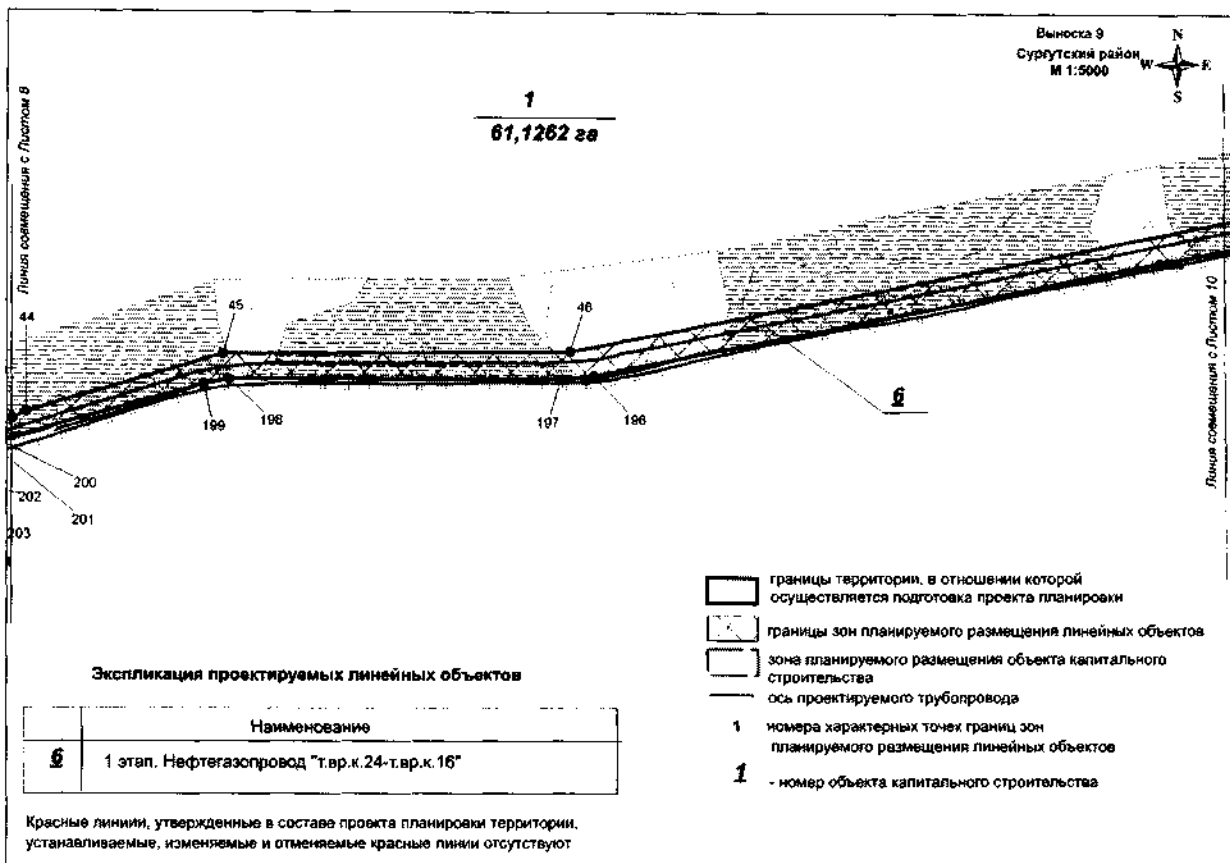 Выноска 9
Сургутский район
М 1:5000
N
W
E
S
Линия совмещения с Листом 8
1
61,1262 га
44
45
46
199
198
197
196
6
200
202
201
203
Линия совмещения с Листом 10
границы территории, в отношении которой
осуществляется подготовка проекта планировки
границы зон планируемого размещения линейных объектов
зона планируемого размещения объекта капитального
строительства
ось проектируемого трубопровода
1 номера характерных точек границ зон
планируемого размещения линейных объектов
1 - номер объекта капитального строительства
Экспликация проектируемых линейных объектов
Наименование
6 1 этап. Нефтегазопровод "т.вр.к.24-т.вр.к.16"
Красные линиии, утвержденные в составе проекта планировки территории,
устанавливаемые, изменяемые и отменяемые красные линии отсутствуют